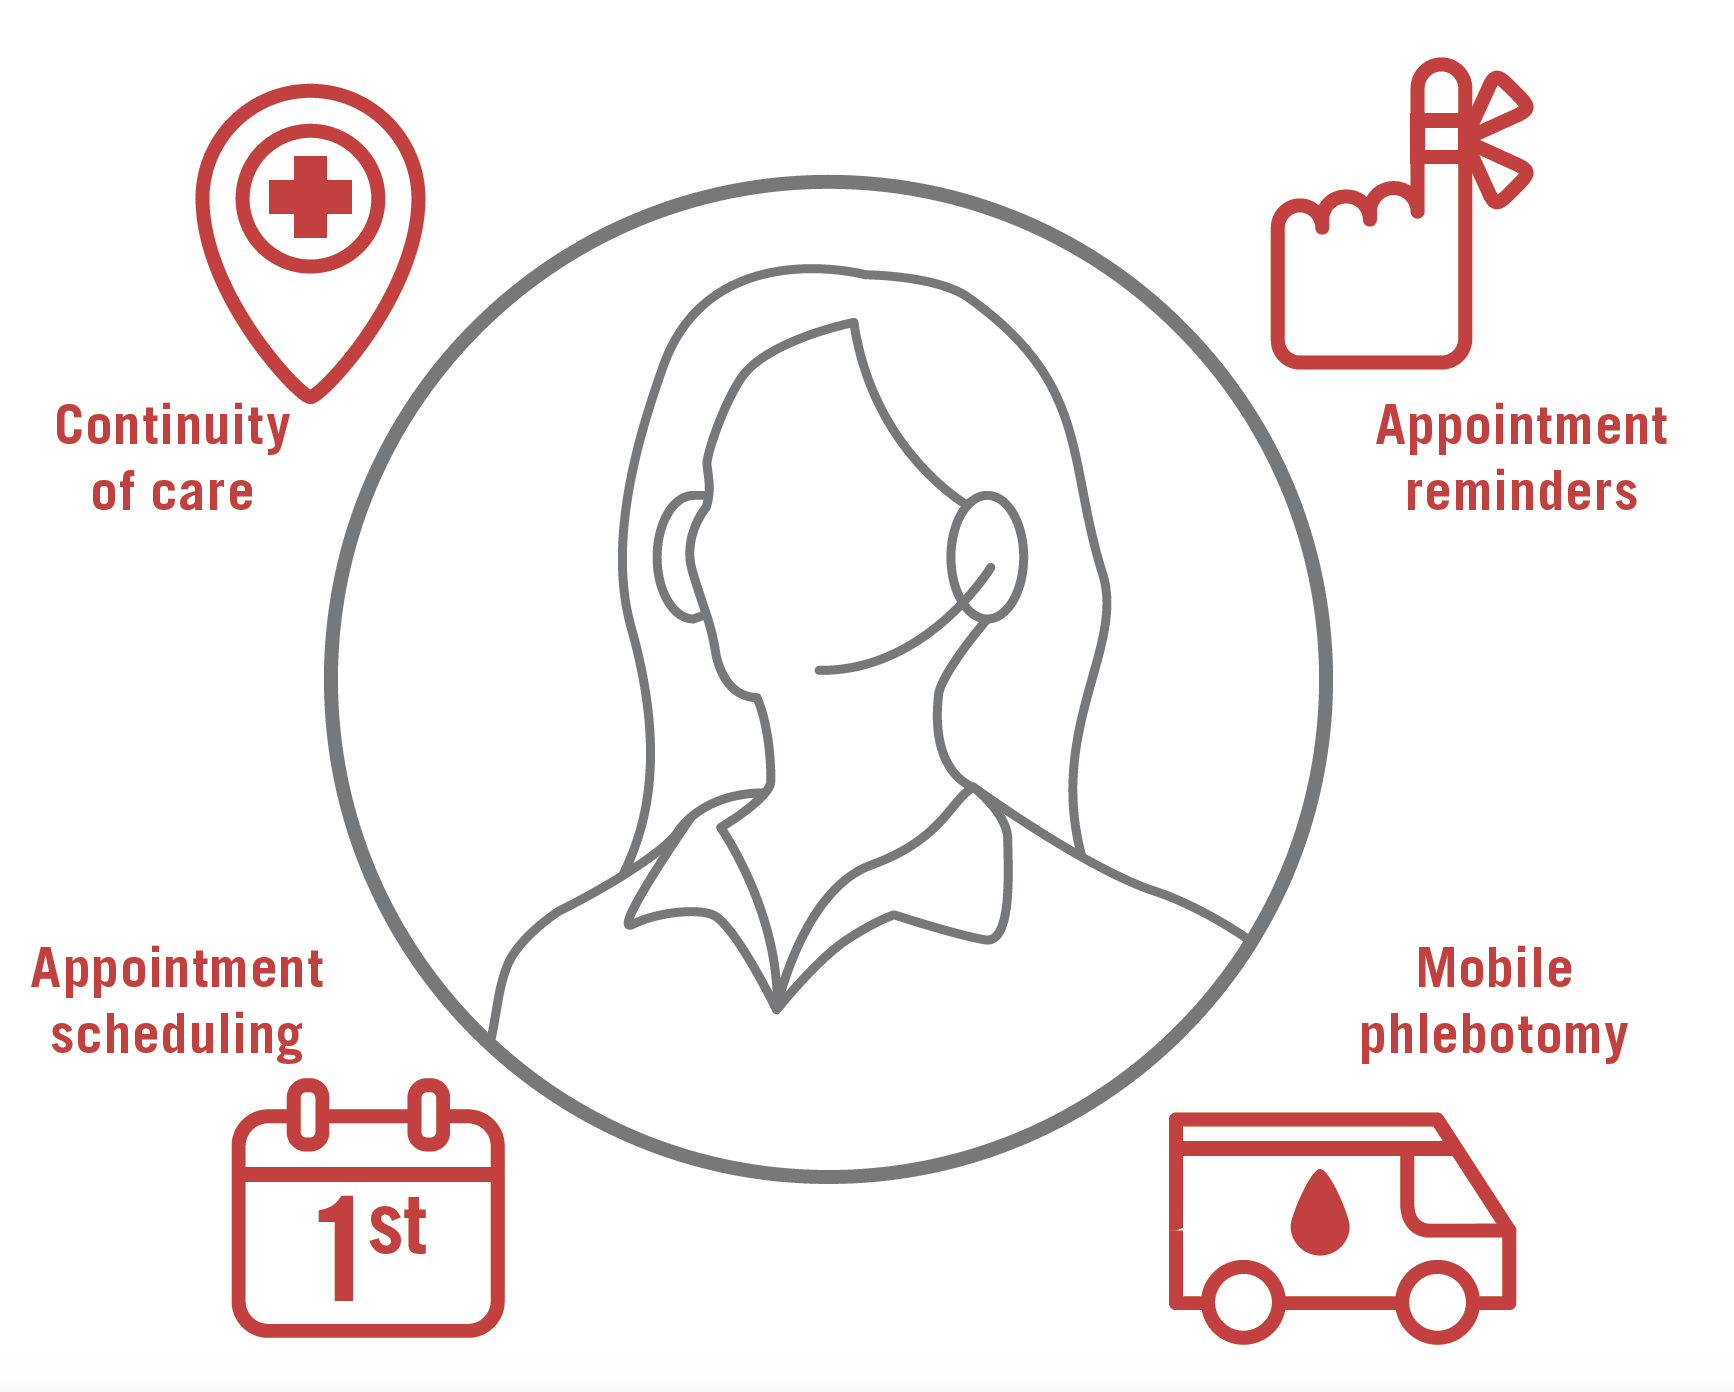 Continuity
of care
Appointment
reminders
Appointment
scheduling
1st
Mobile
phlebotomy